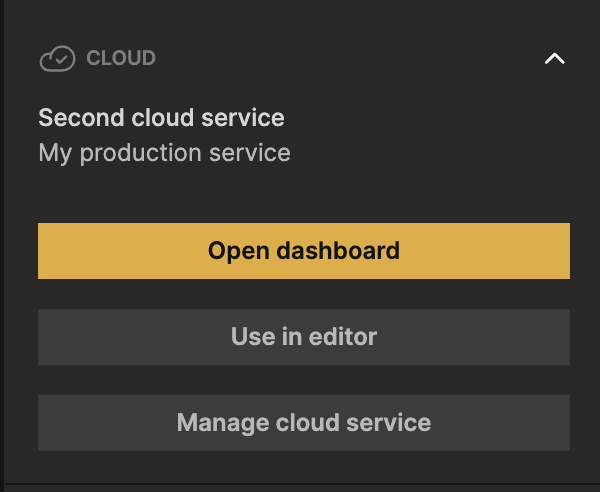 CLOUD
Second cloud service
My production service
Open dashboard
Use in editor
Manage cloud service